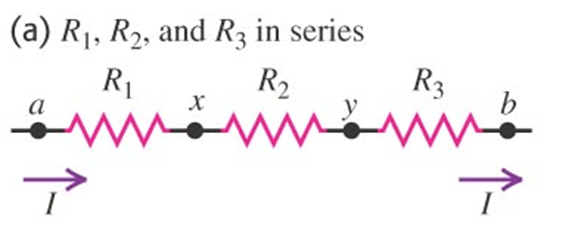 (a) R₁, R₂, and R₃ in series
R₁ R₂ R₃
a x y b
I I